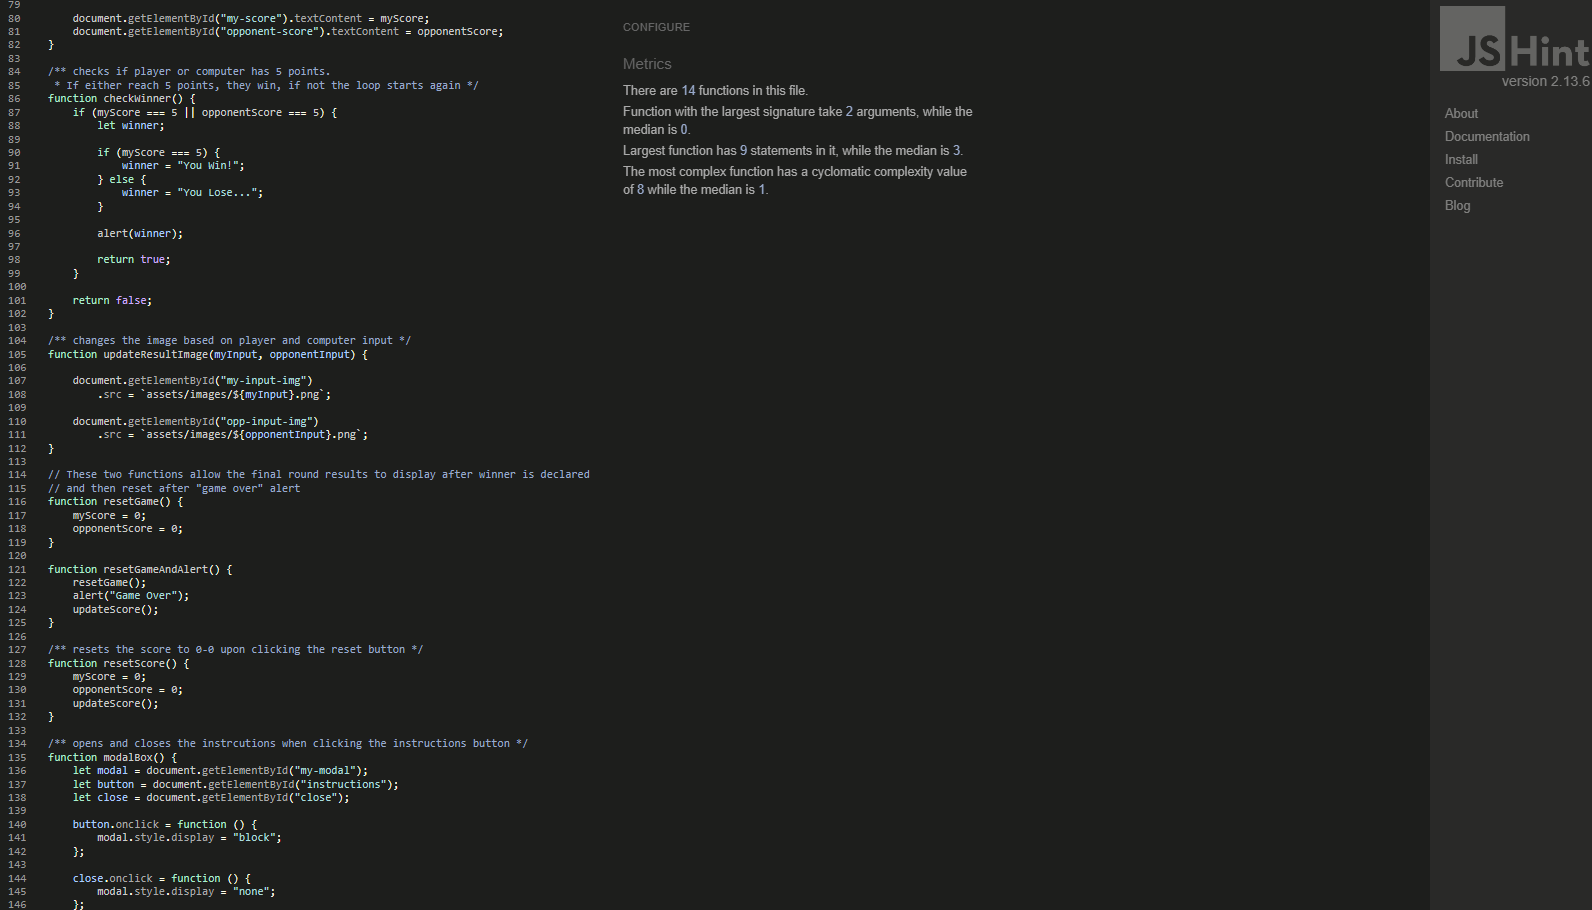 79
80 document.getElementById("my-score").textContent = myScore;
81 document.getElementById("opponent-score").textContent = opponentScore;
82 }
83
84 /** checks if player or computer has 5 points.
85 * If either reach 5 points, they win, if not the loop starts again */
86 function checkWinner() {
87 if (myScore === 5 || opponentScore === 5) {
88 let winner;
89
90 if (myScore === 5) {
91 winner = "You Win!";
92 } else {
93 winner = "You Lose...";
94 }
95
96 alert(winner);
97
98 return true;
99 }
100
101 return false;
102 }
103
104 /** changes the image based on player and computer input */
105 function updateResultImage(myInput, opponentInput) {
106
107 document.getElementById("my-input-img")
108 .src = `assets/images/${myInput}.png`;
109
110 document.getElementById("opp-input-img")
111 .src = `assets/images/${opponentInput}.png`;
112 }
113
114 // These two functions allow the final round results to display after winner is declared
115 // and then reset after "game over" alert
116 function resetGame() {
117 myScore = 0;
118 opponentScore = 0;
119 }
120
121 function resetGameAndAlert() {
122 resetGame();
123 alert("Game Over");
124 updateScore();
125 }
126
127 /** resets the score to 0-0 upon clicking the reset button */
128 function resetScore() {
129 myScore = 0;
130 opponentScore = 0;
131 updateScore();
132 }
133
134 /** opens and closes the instrcutions when clicking the instructions button */
135 function modalBox() {
136 let modal = document.getElementById("my-modal");
137 let button = document.getElementById("instructions");
138 let close = document.getElementById("close");
139
140 button.onclick = function () {
141 modal.style.display = "block";
142 };
143
144 close.onclick = function () {
145 modal.style.display = "none";
146 };
CONFIGURE
Metrics
There are 14 functions in this file.
Function with the largest signature take 2 arguments, while the
median is 0.
Largest function has 9 statements in it, while the median is 3.
The most complex function has a cyclomatic complexity value
of 8 while the median is 1.
JSHint
version 2.13.6
About
Documentation
Install
Contribute
Blog